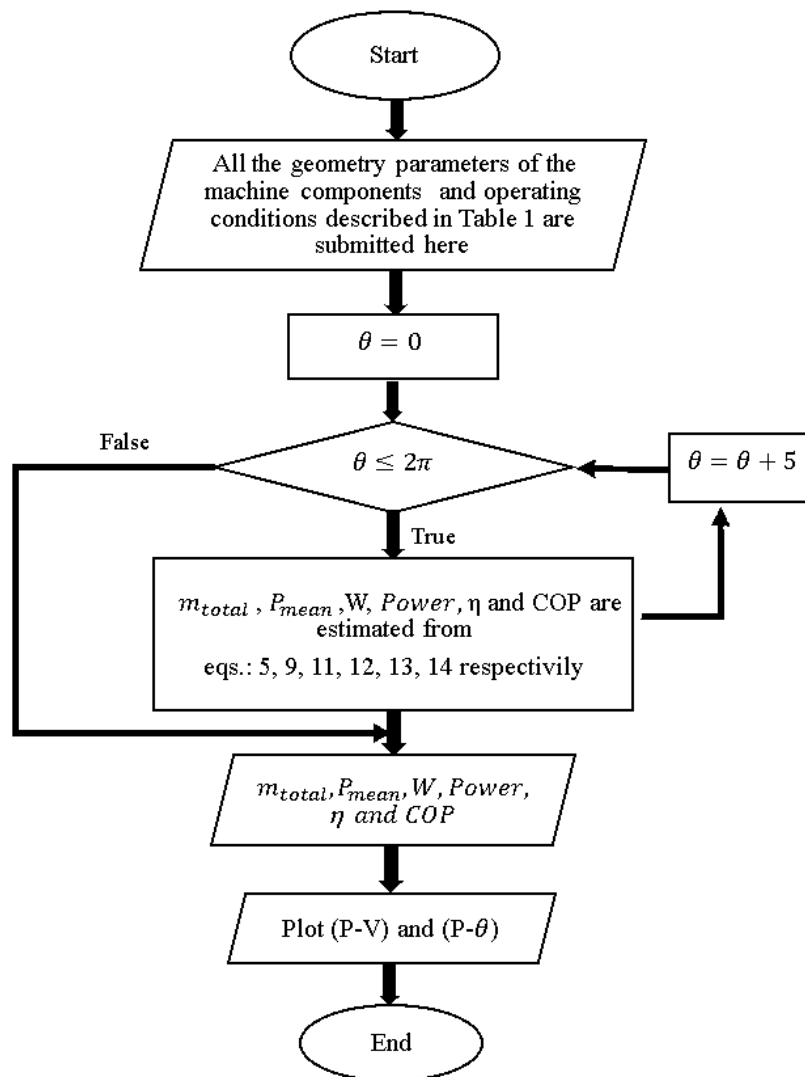 Start
All the geometry parameters of the
machine components and operating
conditions described in Table 1 are
submitted here
θ = 0
False
θ ≤ 2π
θ = θ + 5
True
m_total , P_mean ,W, Power, η and COP are
estimated from
eqs.: 5, 9, 11, 12, 13, 14 respectivily
m_total, P_mean, W, Power,
η and COP
Plot (P-V) and (P-θ)
End